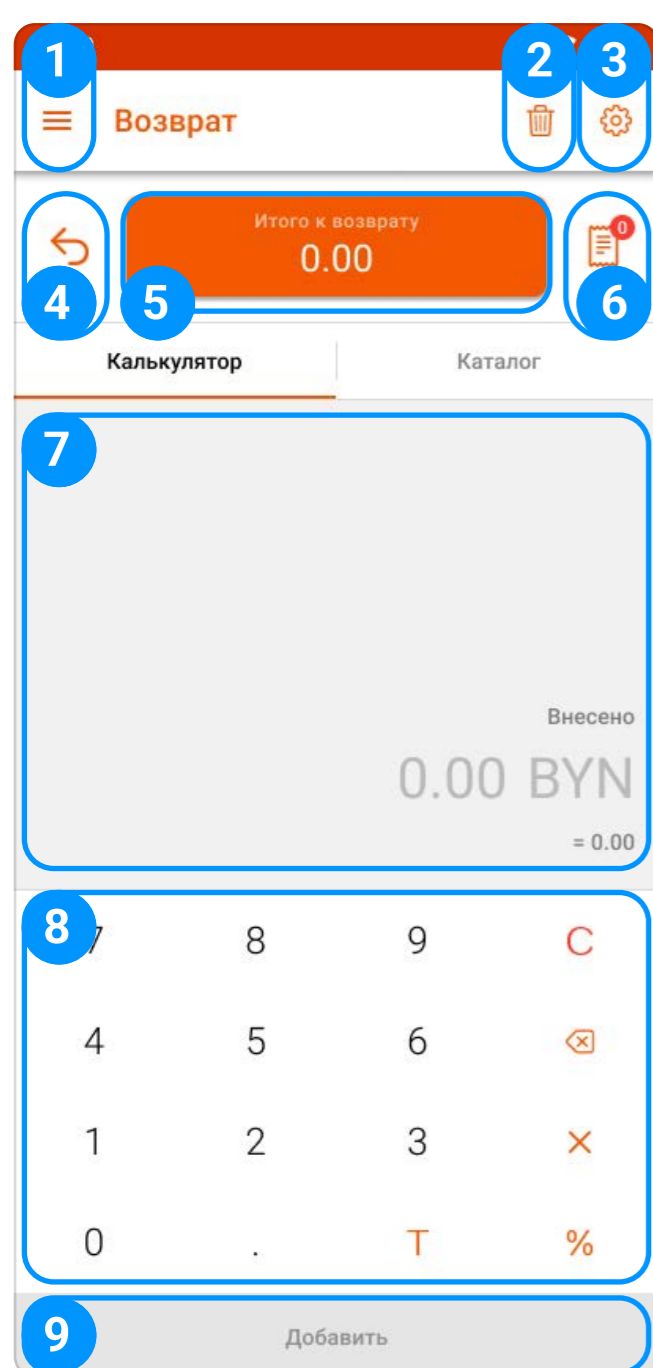 1 2 3
Возврат
Итого к возврату
0.00
0
4 5 6
Калькулятор Каталог
7
Внесено
0.00 BYN
= 0.00
8
7 8 9 C
4 5 6
1 2 3 ×
0 . T %
9 Добавить